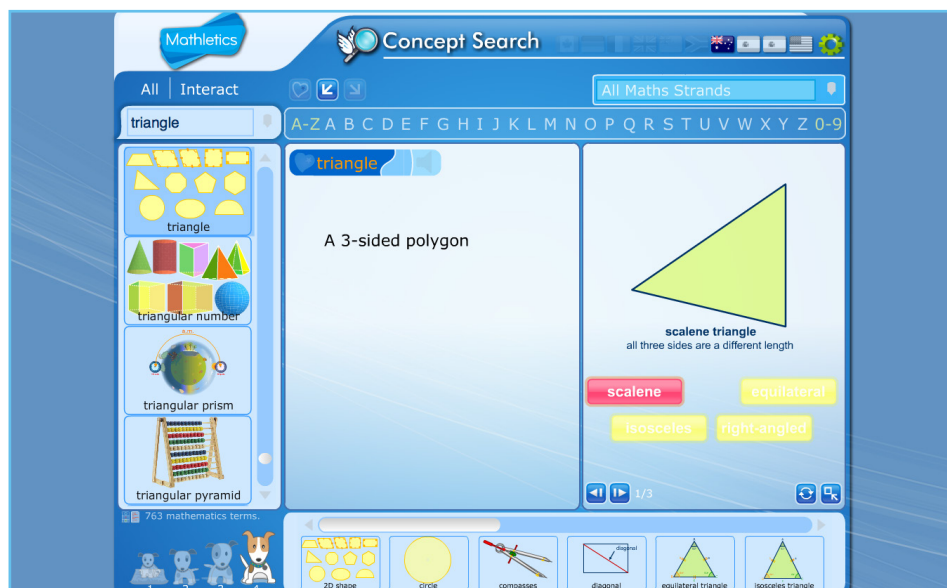 Mathletics
Concept Search
All | Interact
All Maths Strands
triangle
A-Z A B C D E F G H I J K L M N O P Q R S T U V W X Y Z 0-9
triangle
triangular number
triangular prism
triangular pyramid
763 mathematics terms.
triangle
A 3-sided polygon
scalene triangle
all three sides are a different length
scalene
equilateral
isosceles
right-angled
1/3
2D shape
circle
compasses
diagonal
diagonal
equilateral triangle
isosceles triangle